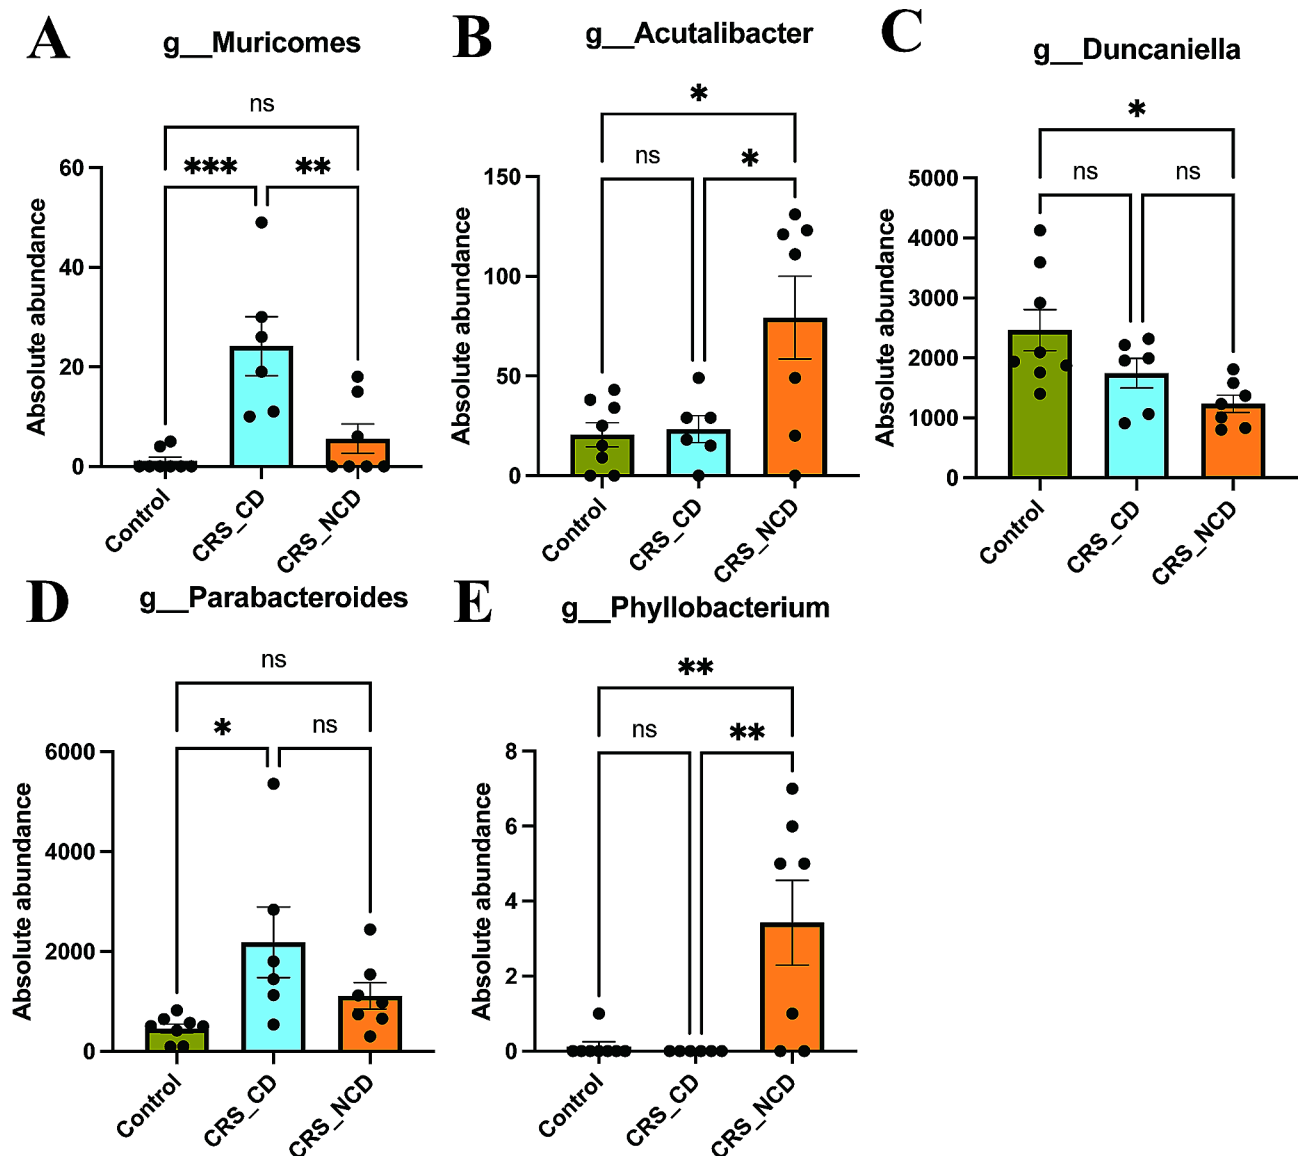 A
g__Muricomes
ns
*** **
Absolute abundance
60
40
20
0
Control
CRS_CD
CRS_NCD
B
g__Acutalibacter
*
ns *
Absolute abundance
150
100
50
0
Control
CRS_CD
CRS_NCD
C
g__Duncaniella
*
ns ns
Absolute abundance
5000
4000
3000
2000
1000
0
Control
CRS_CD
CRS_NCD
D
g__Parabacteroides
ns
* ns
Absolute abundance
6000
4000
2000
0
Control
CRS_CD
CRS_NCD
E
g__Phyllobacterium
**
ns **
Absolute abundance
8
6
4
2
0
Control
CRS_CD
CRS_NCD